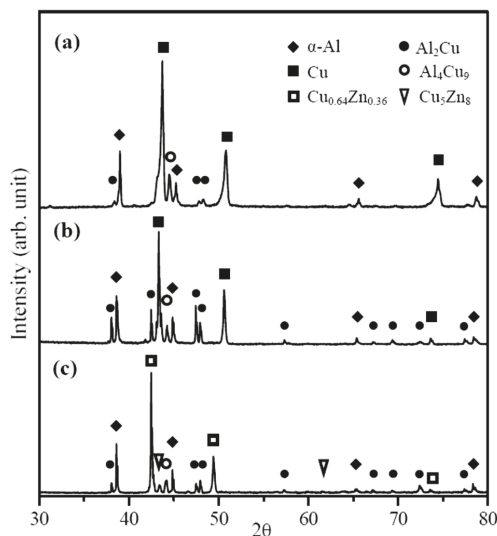 (a)
α-Al
Al₂Cu
Cu
Al₄Cu₉
Cu₀.₆₄Zn₀.₃₆
Cu₅Zn₈
(b)
(c)
Intensity (arb. unit)
30 40 50 60 70 80
2θ